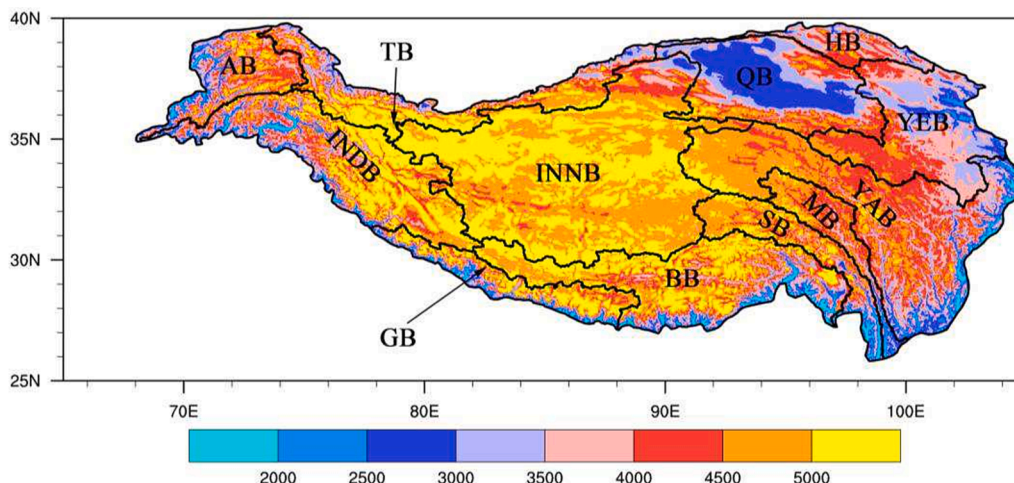 40N
TB
HB
AB
QB
35N
YEB
INDB
INNB
YAB
MB
SB
30N
BB
GB
25N
70E 80E 90E 100E
2000 2500 3000 3500 4000 4500 5000